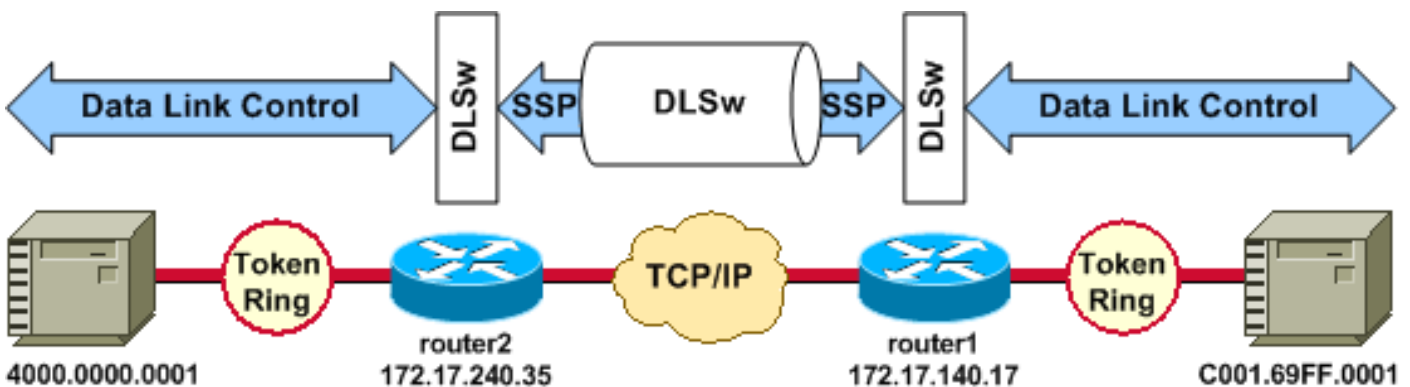 Data Link Control
DLSw
SSP
DLSw
SSP
DLSw
Data Link Control
Token
Ring
TCP/IP
Token
Ring
4000.0000.0001
router2
172.17.240.35
router1
172.17.140.17
C001.69FF.0001